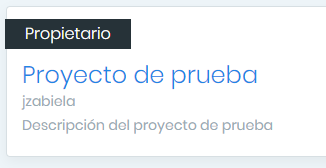 Propietario
Proyecto de prueba
jzabiela
Descripción del proyecto de prueba